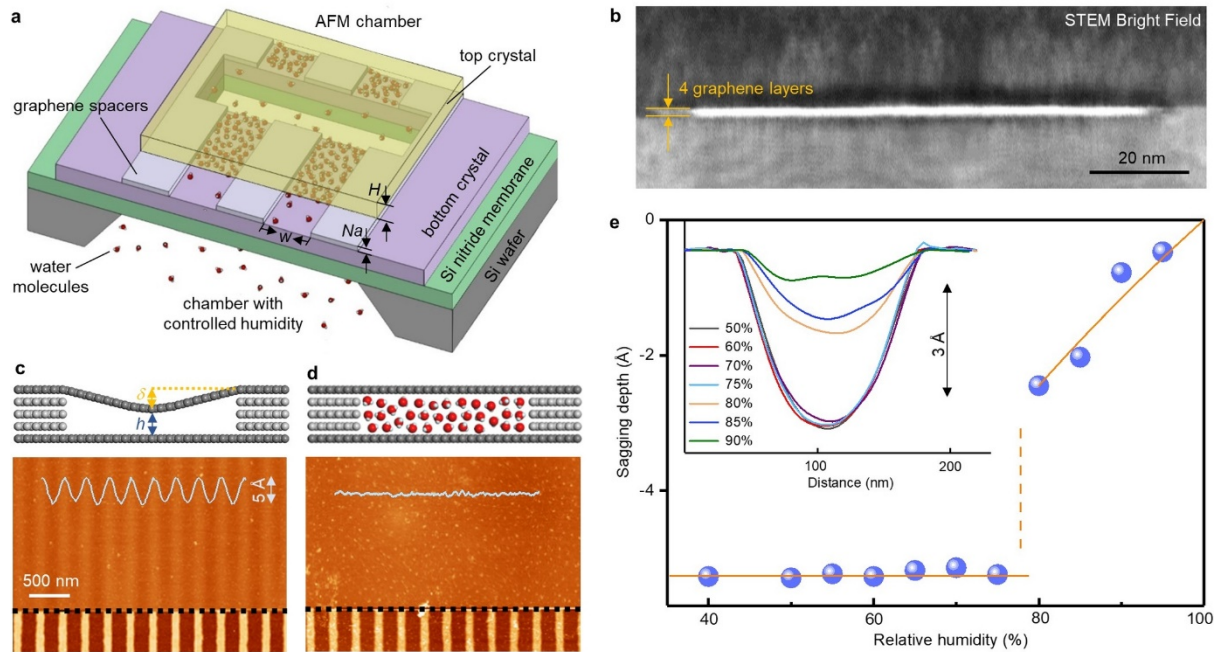 a
AFM chamber
top crystal
graphene spacers
H
w
Na
bottom crystal
Si nitride membrane
Si wafer
water
molecules
chamber with
controlled humidity
b
STEM Bright Field
4 graphene layers
20 nm
c
δ
h
5 Å
500 nm
d
e
0
-2
-4
Sagging depth (Å)
50%
60%
70%
75%
80%
85%
90%
3 Å
100
200
Distance (nm)
40
60
80
100
Relative humidity (%)